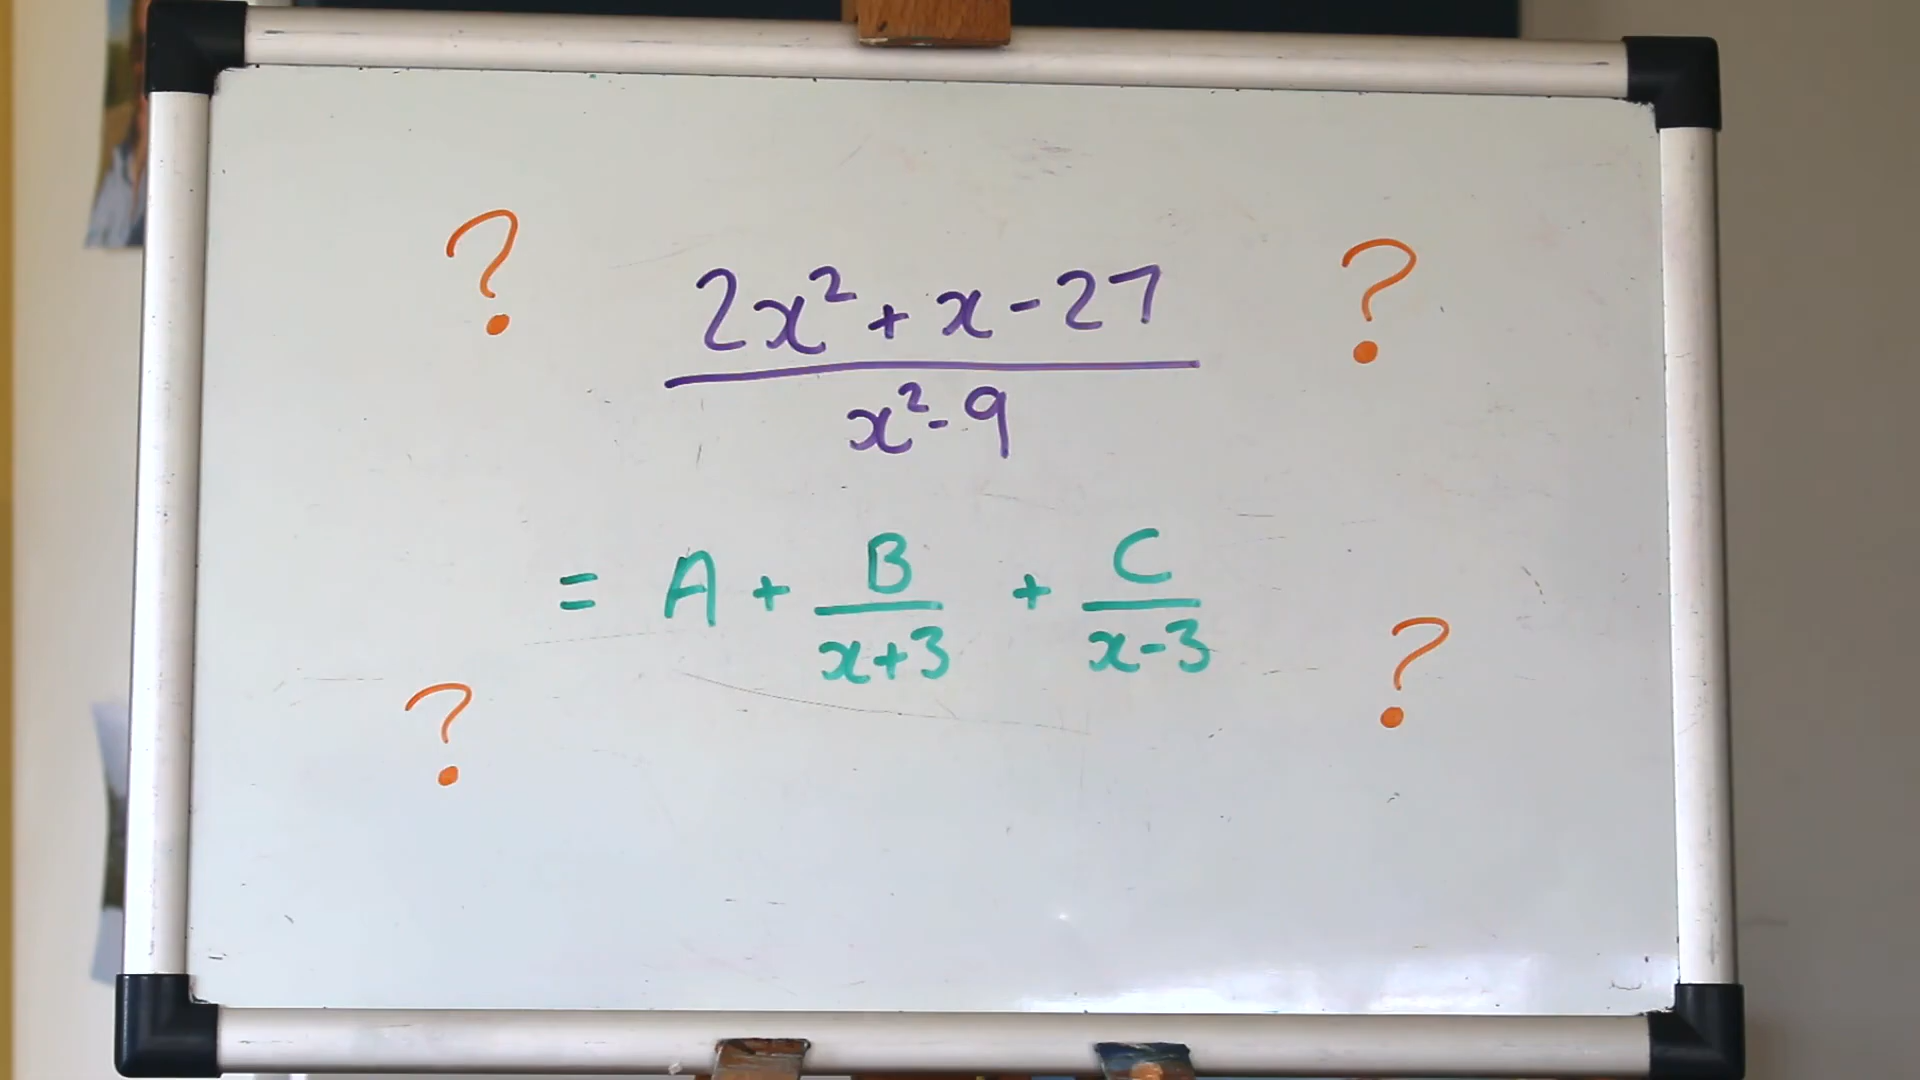 ? ?
2x² + x - 27
x² - 9
= A + B/x+3 + C/x-3
? ?